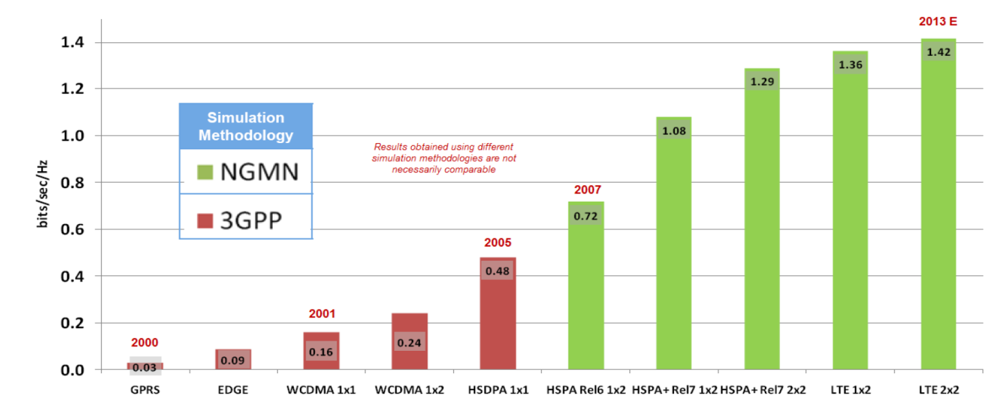 2013 E
1.4
1.42
1.36
1.2
1.29
Simulation
Methodology
1.0
1.08
Results obtained using different
simulation methodologies are not
necessarily comparable
NGMN
bits/sec/Hz
0.8
2007
0.72
3GPP
0.6
2005
0.48
0.4
2001
0.2
0.24
2000
0.16
0.09
0.03
0.0
GPRS
EDGE
WCDMA 1x1
WCDMA 1x2
HSDPA 1x1
HSPA Rel6 1x2
HSPA+ Rel7 1x2
HSPA+ Rel7 2x2
LTE 1x2
LTE 2x2